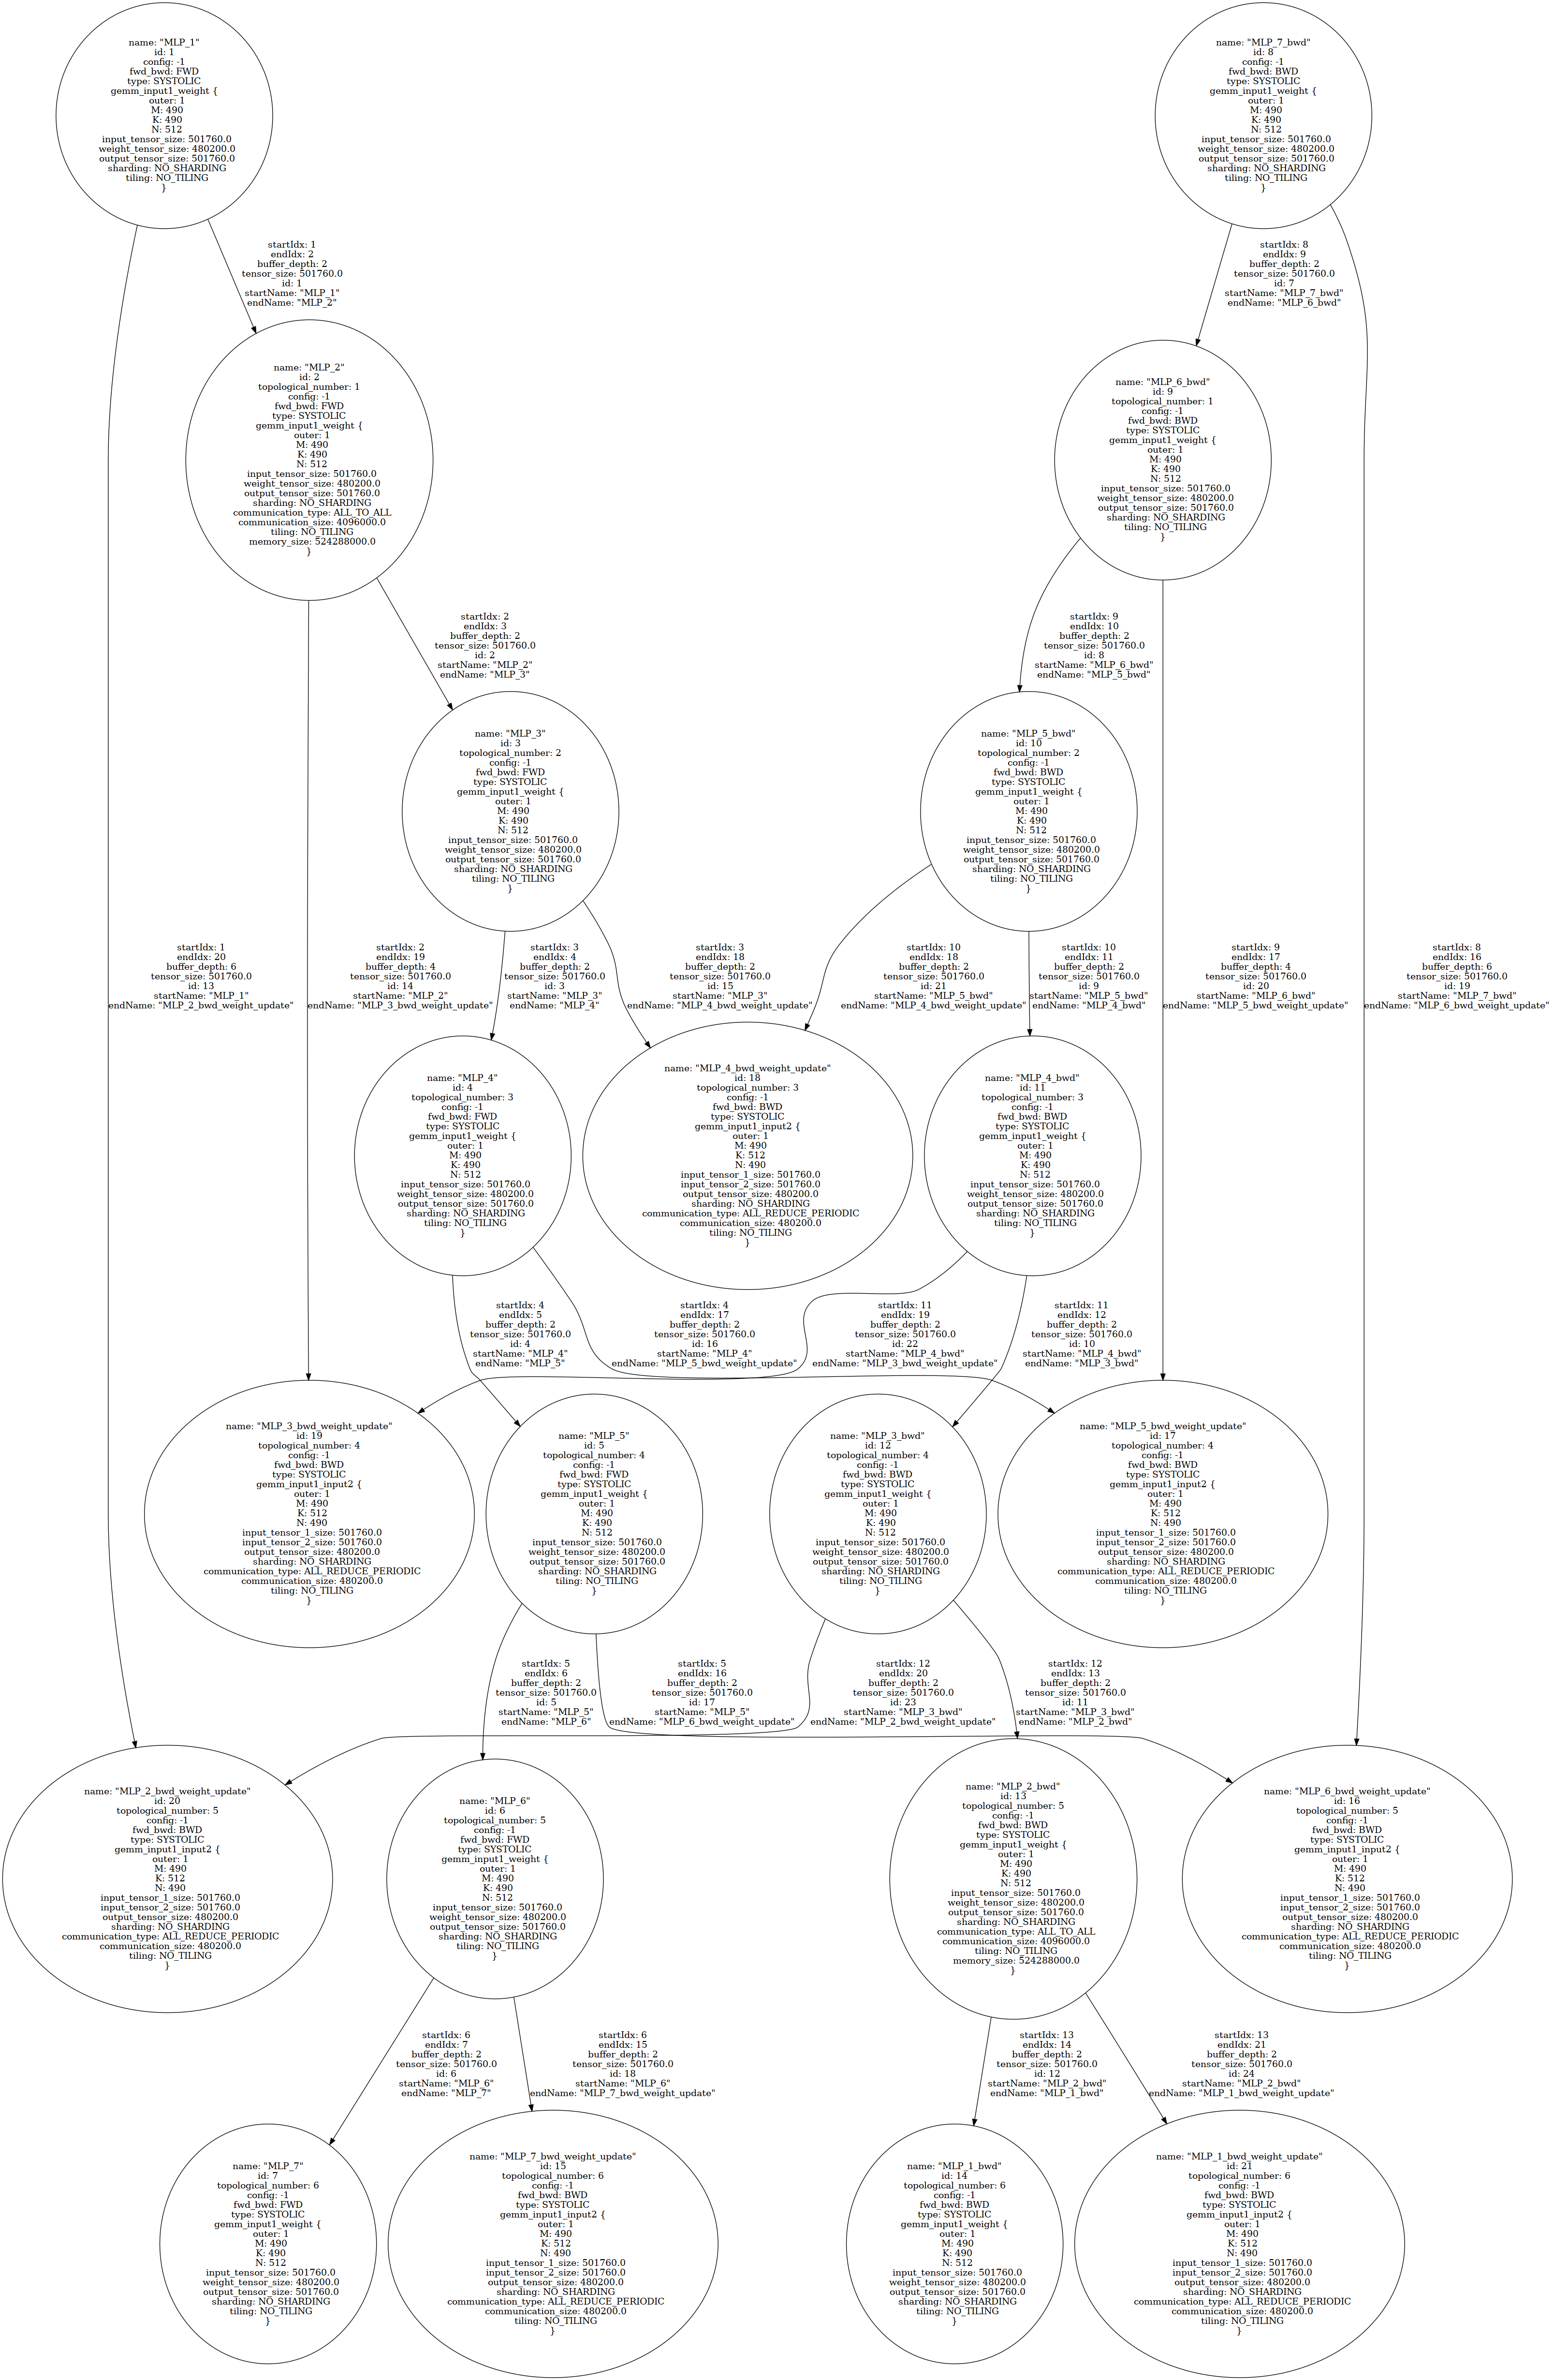 name: "MLP_1"
id: 1
config: -1
fwd_bwd: FWD
type: SYSTOLIC
gemm_input1_weight {
outer: 1
M: 490
K: 490
N: 512
input_tensor_size: 501760.0
weight_tensor_size: 480200.0
output_tensor_size: 501760.0
sharding: NO_SHARDING
tiling: NO_TILING
}
name: "MLP_7_bwd"
id: 8
config: -1
fwd_bwd: BWD
type: SYSTOLIC
gemm_input1_weight {
outer: 1
M: 490
K: 490
N: 512
input_tensor_size: 501760.0
weight_tensor_size: 480200.0
output_tensor_size: 501760.0
sharding: NO_SHARDING
tiling: NO_TILING
}
startIdx: 1
endIdx: 2
buffer_depth: 2
tensor_size: 501760.0
id: 1
startName: "MLP_1"
endName: "MLP_2"
startIdx: 8
endIdx: 9
buffer_depth: 2
tensor_size: 501760.0
id: 7
startName: "MLP_7_bwd"
endName: "MLP_6_bwd"
name: "MLP_2"
id: 2
topological_number: 1
config: -1
fwd_bwd: FWD
type: SYSTOLIC
gemm_input1_weight {
outer: 1
M: 490
K: 490
N: 512
input_tensor_size: 501760.0
weight_tensor_size: 480200.0
output_tensor_size: 501760.0
sharding: NO_SHARDING
communication_type: ALL_TO_ALL
communication_size: 4096000.0
tiling: NO_TILING
memory_size: 524288000.0
}
name: "MLP_6_bwd"
id: 9
topological_number: 1
config: -1
fwd_bwd: BWD
type: SYSTOLIC
gemm_input1_weight {
outer: 1
M: 490
K: 490
N: 512
input_tensor_size: 501760.0
weight_tensor_size: 480200.0
output_tensor_size: 501760.0
sharding: NO_SHARDING
tiling: NO_TILING
}
startIdx: 2
endIdx: 3
buffer_depth: 2
tensor_size: 501760.0
id: 2
startName: "MLP_2"
endName: "MLP_3"
startIdx: 9
endIdx: 10
buffer_depth: 2
tensor_size: 501760.0
id: 8
startName: "MLP_6_bwd"
endName: "MLP_5_bwd"
name: "MLP_3"
id: 3
topological_number: 2
config: -1
fwd_bwd: FWD
type: SYSTOLIC
gemm_input1_weight {
outer: 1
M: 490
K: 490
N: 512
input_tensor_size: 501760.0
weight_tensor_size: 480200.0
output_tensor_size: 501760.0
sharding: NO_SHARDING
tiling: NO_TILING
}
name: "MLP_5_bwd"
id: 10
topological_number: 2
config: -1
fwd_bwd: BWD
type: SYSTOLIC
gemm_input1_weight {
outer: 1
M: 490
K: 490
N: 512
input_tensor_size: 501760.0
weight_tensor_size: 480200.0
output_tensor_size: 501760.0
sharding: NO_SHARDING
tiling: NO_TILING
}
startIdx: 1
endIdx: 20
buffer_depth: 6
tensor_size: 501760.0
id: 13
startName: "MLP_1"
endName: "MLP_2_bwd_weight_update"
startIdx: 2
endIdx: 19
buffer_depth: 4
tensor_size: 501760.0
id: 14
startName: "MLP_2"
endName: "MLP_3_bwd_weight_update"
startIdx: 3
endIdx: 4
buffer_depth: 2
tensor_size: 501760.0
id: 3
startName: "MLP_3"
endName: "MLP_4"
startIdx: 3
endIdx: 18
buffer_depth: 2
tensor_size: 501760.0
id: 15
startName: "MLP_3"
endName: "MLP_4_bwd_weight_update"
startIdx: 10
endIdx: 18
buffer_depth: 2
tensor_size: 501760.0
id: 21
startName: "MLP_5_bwd"
endName: "MLP_4_bwd_weight_update"
startIdx: 10
endIdx: 11
buffer_depth: 2
tensor_size: 501760.0
id: 9
startName: "MLP_5_bwd"
endName: "MLP_4_bwd"
startIdx: 9
endIdx: 17
buffer_depth: 4
tensor_size: 501760.0
id: 20
startName: "MLP_6_bwd"
endName: "MLP_5_bwd_weight_update"
startIdx: 8
endIdx: 16
buffer_depth: 6
tensor_size: 501760.0
id: 19
startName: "MLP_7_bwd"
endName: "MLP_6_bwd_weight_update"
name: "MLP_4"
id: 4
topological_number: 3
config: -1
fwd_bwd: FWD
type: SYSTOLIC
gemm_input1_weight {
outer: 1
M: 490
K: 490
N: 512
input_tensor_size: 501760.0
weight_tensor_size: 480200.0
output_tensor_size: 501760.0
sharding: NO_SHARDING
tiling: NO_TILING
}
name: "MLP_4_bwd_weight_update"
id: 18
topological_number: 3
config: -1
fwd_bwd: BWD
type: SYSTOLIC
gemm_input1_input2 {
outer: 1
M: 490
K: 512
N: 490
input_tensor_1_size: 501760.0
input_tensor_2_size: 501760.0
output_tensor_size: 480200.0
sharding: NO_SHARDING
communication_type: ALL_REDUCE_PERIODIC
communication_size: 480200.0
tiling: NO_TILING
}
name: "MLP_4_bwd"
id: 11
topological_number: 3
config: -1
fwd_bwd: BWD
type: SYSTOLIC
gemm_input1_weight {
outer: 1
M: 490
K: 490
N: 512
input_tensor_size: 501760.0
weight_tensor_size: 480200.0
output_tensor_size: 501760.0
sharding: NO_SHARDING
tiling: NO_TILING
}
startIdx: 4
endIdx: 5
buffer_depth: 2
tensor_size: 501760.0
id: 4
startName: "MLP_4"
endName: "MLP_5"
startIdx: 4
endIdx: 17
buffer_depth: 2
tensor_size: 501760.0
id: 16
startName: "MLP_4"
endName: "MLP_5_bwd_weight_update"
startIdx: 11
endIdx: 19
buffer_depth: 2
tensor_size: 501760.0
id: 22
startName: "MLP_4_bwd"
endName: "MLP_3_bwd_weight_update"
startIdx: 11
endIdx: 12
buffer_depth: 2
tensor_size: 501760.0
id: 10
startName: "MLP_4_bwd"
endName: "MLP_3_bwd"
name: "MLP_3_bwd_weight_update"
id: 19
topological_number: 4
config: -1
fwd_bwd: BWD
type: SYSTOLIC
gemm_input1_input2 {
outer: 1
M: 490
K: 512
N: 490
input_tensor_1_size: 501760.0
input_tensor_2_size: 501760.0
output_tensor_size: 480200.0
sharding: NO_SHARDING
communication_type: ALL_REDUCE_PERIODIC
communication_size: 480200.0
tiling: NO_TILING
}
name: "MLP_5"
id: 5
topological_number: 4
config: -1
fwd_bwd: FWD
type: SYSTOLIC
gemm_input1_weight {
outer: 1
M: 490
K: 490
N: 512
input_tensor_size: 501760.0
weight_tensor_size: 480200.0
output_tensor_size: 501760.0
sharding: NO_SHARDING
tiling: NO_TILING
}
name: "MLP_3_bwd"
id: 12
topological_number: 4
config: -1
fwd_bwd: BWD
type: SYSTOLIC
gemm_input1_weight {
outer: 1
M: 490
K: 490
N: 512
input_tensor_size: 501760.0
weight_tensor_size: 480200.0
output_tensor_size: 501760.0
sharding: NO_SHARDING
tiling: NO_TILING
}
name: "MLP_5_bwd_weight_update"
id: 17
topological_number: 4
config: -1
fwd_bwd: BWD
type: SYSTOLIC
gemm_input1_input2 {
outer: 1
M: 490
K: 512
N: 490
input_tensor_1_size: 501760.0
input_tensor_2_size: 501760.0
output_tensor_size: 480200.0
sharding: NO_SHARDING
communication_type: ALL_REDUCE_PERIODIC
communication_size: 480200.0
tiling: NO_TILING
}
startIdx: 5
endIdx: 6
buffer_depth: 2
tensor_size: 501760.0
id: 5
startName: "MLP_5"
endName: "MLP_6"
startIdx: 5
endIdx: 16
buffer_depth: 2
tensor_size: 501760.0
id: 17
startName: "MLP_5"
endName: "MLP_6_bwd_weight_update"
startIdx: 12
endIdx: 20
buffer_depth: 2
tensor_size: 501760.0
id: 23
startName: "MLP_3_bwd"
endName: "MLP_2_bwd_weight_update"
startIdx: 12
endIdx: 13
buffer_depth: 2
tensor_size: 501760.0
id: 11
startName: "MLP_3_bwd"
endName: "MLP_2_bwd"
name: "MLP_2_bwd_weight_update"
id: 20
topological_number: 5
config: -1
fwd_bwd: BWD
type: SYSTOLIC
gemm_input1_input2 {
outer: 1
M: 490
K: 512
N: 490
input_tensor_1_size: 501760.0
input_tensor_2_size: 501760.0
output_tensor_size: 480200.0
sharding: NO_SHARDING
communication_type: ALL_REDUCE_PERIODIC
communication_size: 480200.0
tiling: NO_TILING
}
name: "MLP_6"
id: 6
topological_number: 5
config: -1
fwd_bwd: FWD
type: SYSTOLIC
gemm_input1_weight {
outer: 1
M: 490
K: 490
N: 512
input_tensor_size: 501760.0
weight_tensor_size: 480200.0
output_tensor_size: 501760.0
sharding: NO_SHARDING
tiling: NO_TILING
}
name: "MLP_2_bwd"
id: 13
topological_number: 5
config: -1
fwd_bwd: BWD
type: SYSTOLIC
gemm_input1_weight {
outer: 1
M: 490
K: 490
N: 512
input_tensor_size: 501760.0
weight_tensor_size: 480200.0
output_tensor_size: 501760.0
sharding: NO_SHARDING
communication_type: ALL_TO_ALL
communication_size: 4096000.0
tiling: NO_TILING
memory_size: 524288000.0
}
name: "MLP_6_bwd_weight_update"
id: 16
topological_number: 5
config: -1
fwd_bwd: BWD
type: SYSTOLIC
gemm_input1_input2 {
outer: 1
M: 490
K: 512
N: 490
input_tensor_1_size: 501760.0
input_tensor_2_size: 501760.0
output_tensor_size: 480200.0
sharding: NO_SHARDING
communication_type: ALL_REDUCE_PERIODIC
communication_size: 480200.0
tiling: NO_TILING
}
startIdx: 6
endIdx: 7
buffer_depth: 2
tensor_size: 501760.0
id: 6
startName: "MLP_6"
endName: "MLP_7"
startIdx: 6
endIdx: 15
buffer_depth: 2
tensor_size: 501760.0
id: 18
startName: "MLP_6"
endName: "MLP_7_bwd_weight_update"
startIdx: 13
endIdx: 14
buffer_depth: 2
tensor_size: 501760.0
id: 12
startName: "MLP_2_bwd"
endName: "MLP_1_bwd"
startIdx: 13
endIdx: 21
buffer_depth: 2
tensor_size: 501760.0
id: 24
startName: "MLP_2_bwd"
endName: "MLP_1_bwd_weight_update"
name: "MLP_7"
id: 7
topological_number: 6
config: -1
fwd_bwd: FWD
type: SYSTOLIC
gemm_input1_weight {
outer: 1
M: 490
K: 490
N: 512
input_tensor_size: 501760.0
weight_tensor_size: 480200.0
output_tensor_size: 501760.0
sharding: NO_SHARDING
tiling: NO_TILING
}
name: "MLP_7_bwd_weight_update"
id: 15
topological_number: 6
config: -1
fwd_bwd: BWD
type: SYSTOLIC
gemm_input1_input2 {
outer: 1
M: 490
K: 512
N: 490
input_tensor_1_size: 501760.0
input_tensor_2_size: 501760.0
output_tensor_size: 480200.0
sharding: NO_SHARDING
communication_type: ALL_REDUCE_PERIODIC
communication_size: 480200.0
tiling: NO_TILING
}
name: "MLP_1_bwd"
id: 14
topological_number: 6
config: -1
fwd_bwd: BWD
type: SYSTOLIC
gemm_input1_weight {
outer: 1
M: 490
K: 490
N: 512
input_tensor_size: 501760.0
weight_tensor_size: 480200.0
output_tensor_size: 501760.0
sharding: NO_SHARDING
tiling: NO_TILING
}
name: "MLP_1_bwd_weight_update"
id: 21
topological_number: 6
config: -1
fwd_bwd: BWD
type: SYSTOLIC
gemm_input1_input2 {
outer: 1
M: 490
K: 512
N: 490
input_tensor_1_size: 501760.0
input_tensor_2_size: 501760.0
output_tensor_size: 480200.0
sharding: NO_SHARDING
communication_type: ALL_REDUCE_PERIODIC
communication_size: 480200.0
tiling: NO_TILING
}